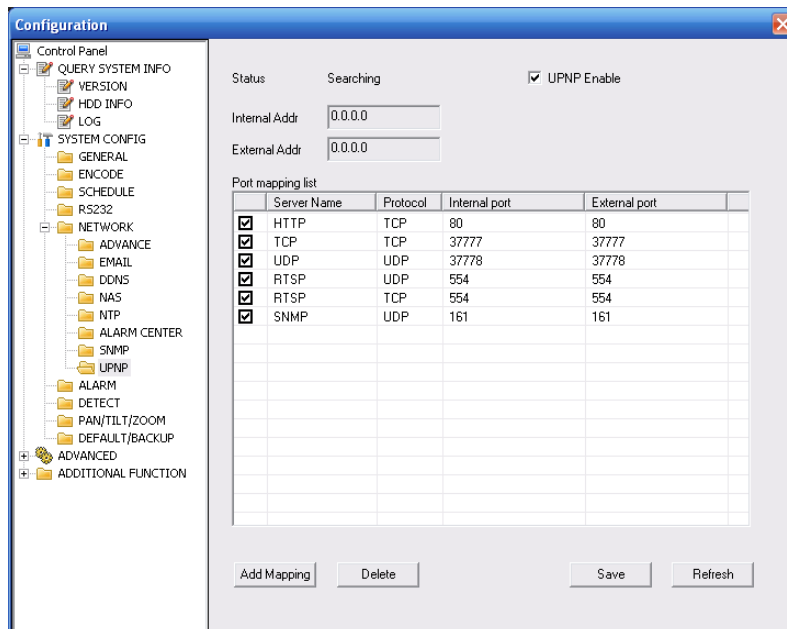 Configuration
Control Panel
QUERY SYSTEM INFO
VERSION
HDD INFO
LOG
SYSTEM CONFIG
GENERAL
ENCODE
SCHEDULE
RS232
NETWORK
ADVANCE
EMAIL
DDNS
NAS
NTP
ALARM CENTER
SNMP
UPNP
ALARM
DETECT
PAN/TILT/ZOOM
DEFAULT/BACKUP
ADVANCED
ADDITIONAL FUNCTION
Status Searching UPNP Enable
Internal Addr 0.0.0.0
External Addr 0.0.0.0
Port mapping list
Server Name Protocol Internal port External port
HTTP TCP 80 80
TCP TCP 37777 37777
UDP UDP 37778 37778
RTSP UDP 554 554
RTSP TCP 554 554
SNMP UDP 161 161
Add Mapping Delete Save Refresh